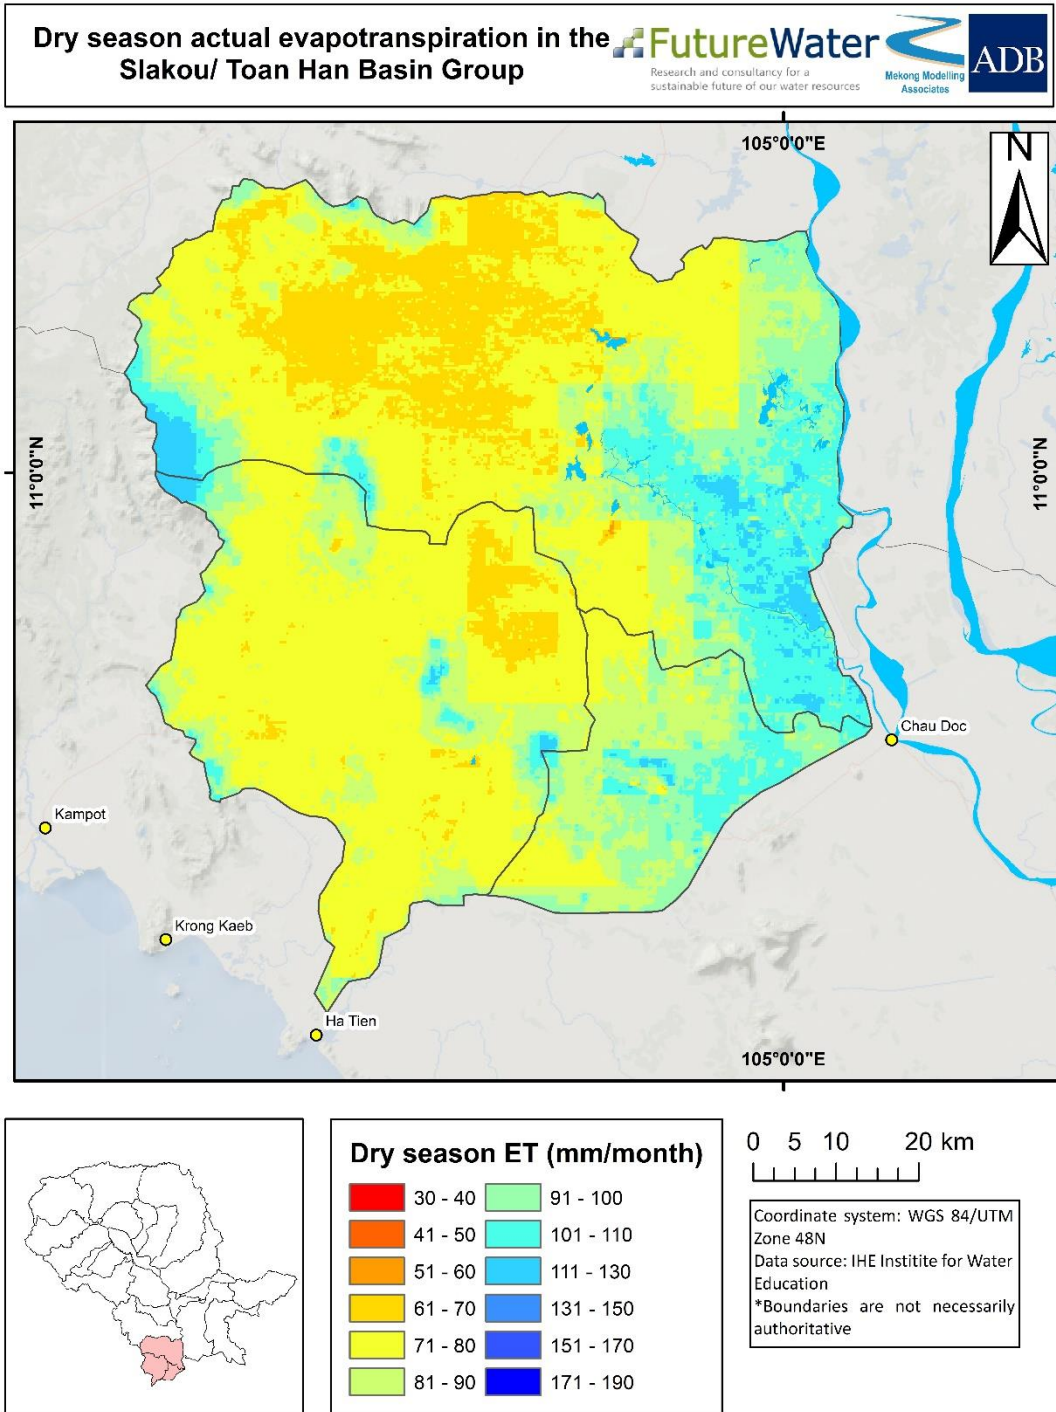 Dry season actual evapotranspiration in the
Slakou/ Toan Han Basin Group
FutureWater
Research and consultancy for a
sustainable future of our water resources
Mekong Modelling
Associates
ADB
105°0'0"E
N
11°0'0"N
11°0'0"N
Chau Doc
Kampot
Krong Kaeb
Ha Tien
105°0'0"E
Dry season ET (mm/month)
30 - 40
91 - 100
41 - 50
101 - 110
51 - 60
111 - 130
61 - 70
131 - 150
71 - 80
151 - 170
81 - 90
171 - 190
0 5 10 20 km
Coordinate system: WGS 84/UTM
Zone 48N
Data source: IHE Institite for Water
Education
*Boundaries are not necessarily
authoritative